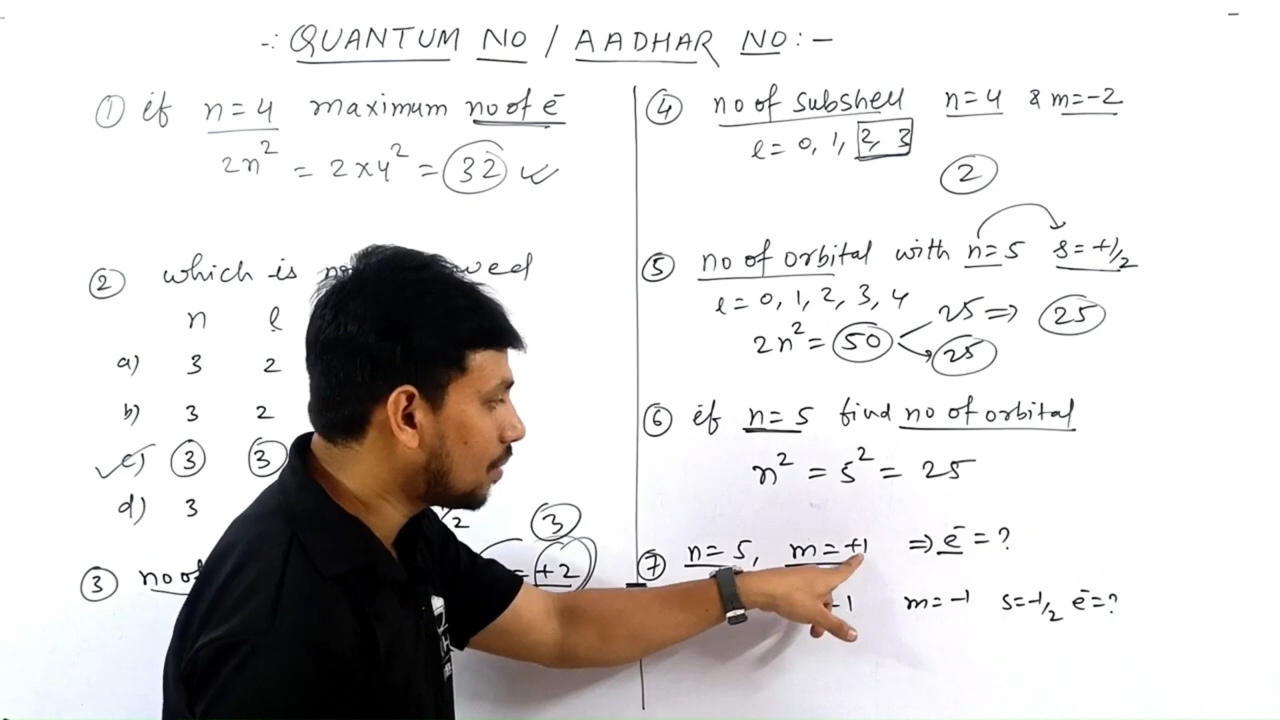 -: QUANTUM NO / AADHAR NO :-
① if n=4 maximum no of e⁻
2n² = 2×4² = 32 ✓
② which is
n l
a) 3 2
b) 3 2
✓c) 3 3
d) 3 /2 3
③ no of = +2
④ no of subshell n=4 & m=-2
l= 0, 1, 2, 3
2
⑤ no of orbital with n=5 s=+1/2
l= 0, 1, 2, 3, 4
2n² = 50 25 ⇒ 25
25
⑥ if n=5 find no of orbital
n² = 5² = 25
⑦ n=5, m=+1 ⇒ e⁻ = ?
-1 m=-1 s=-1/2 e⁻=?